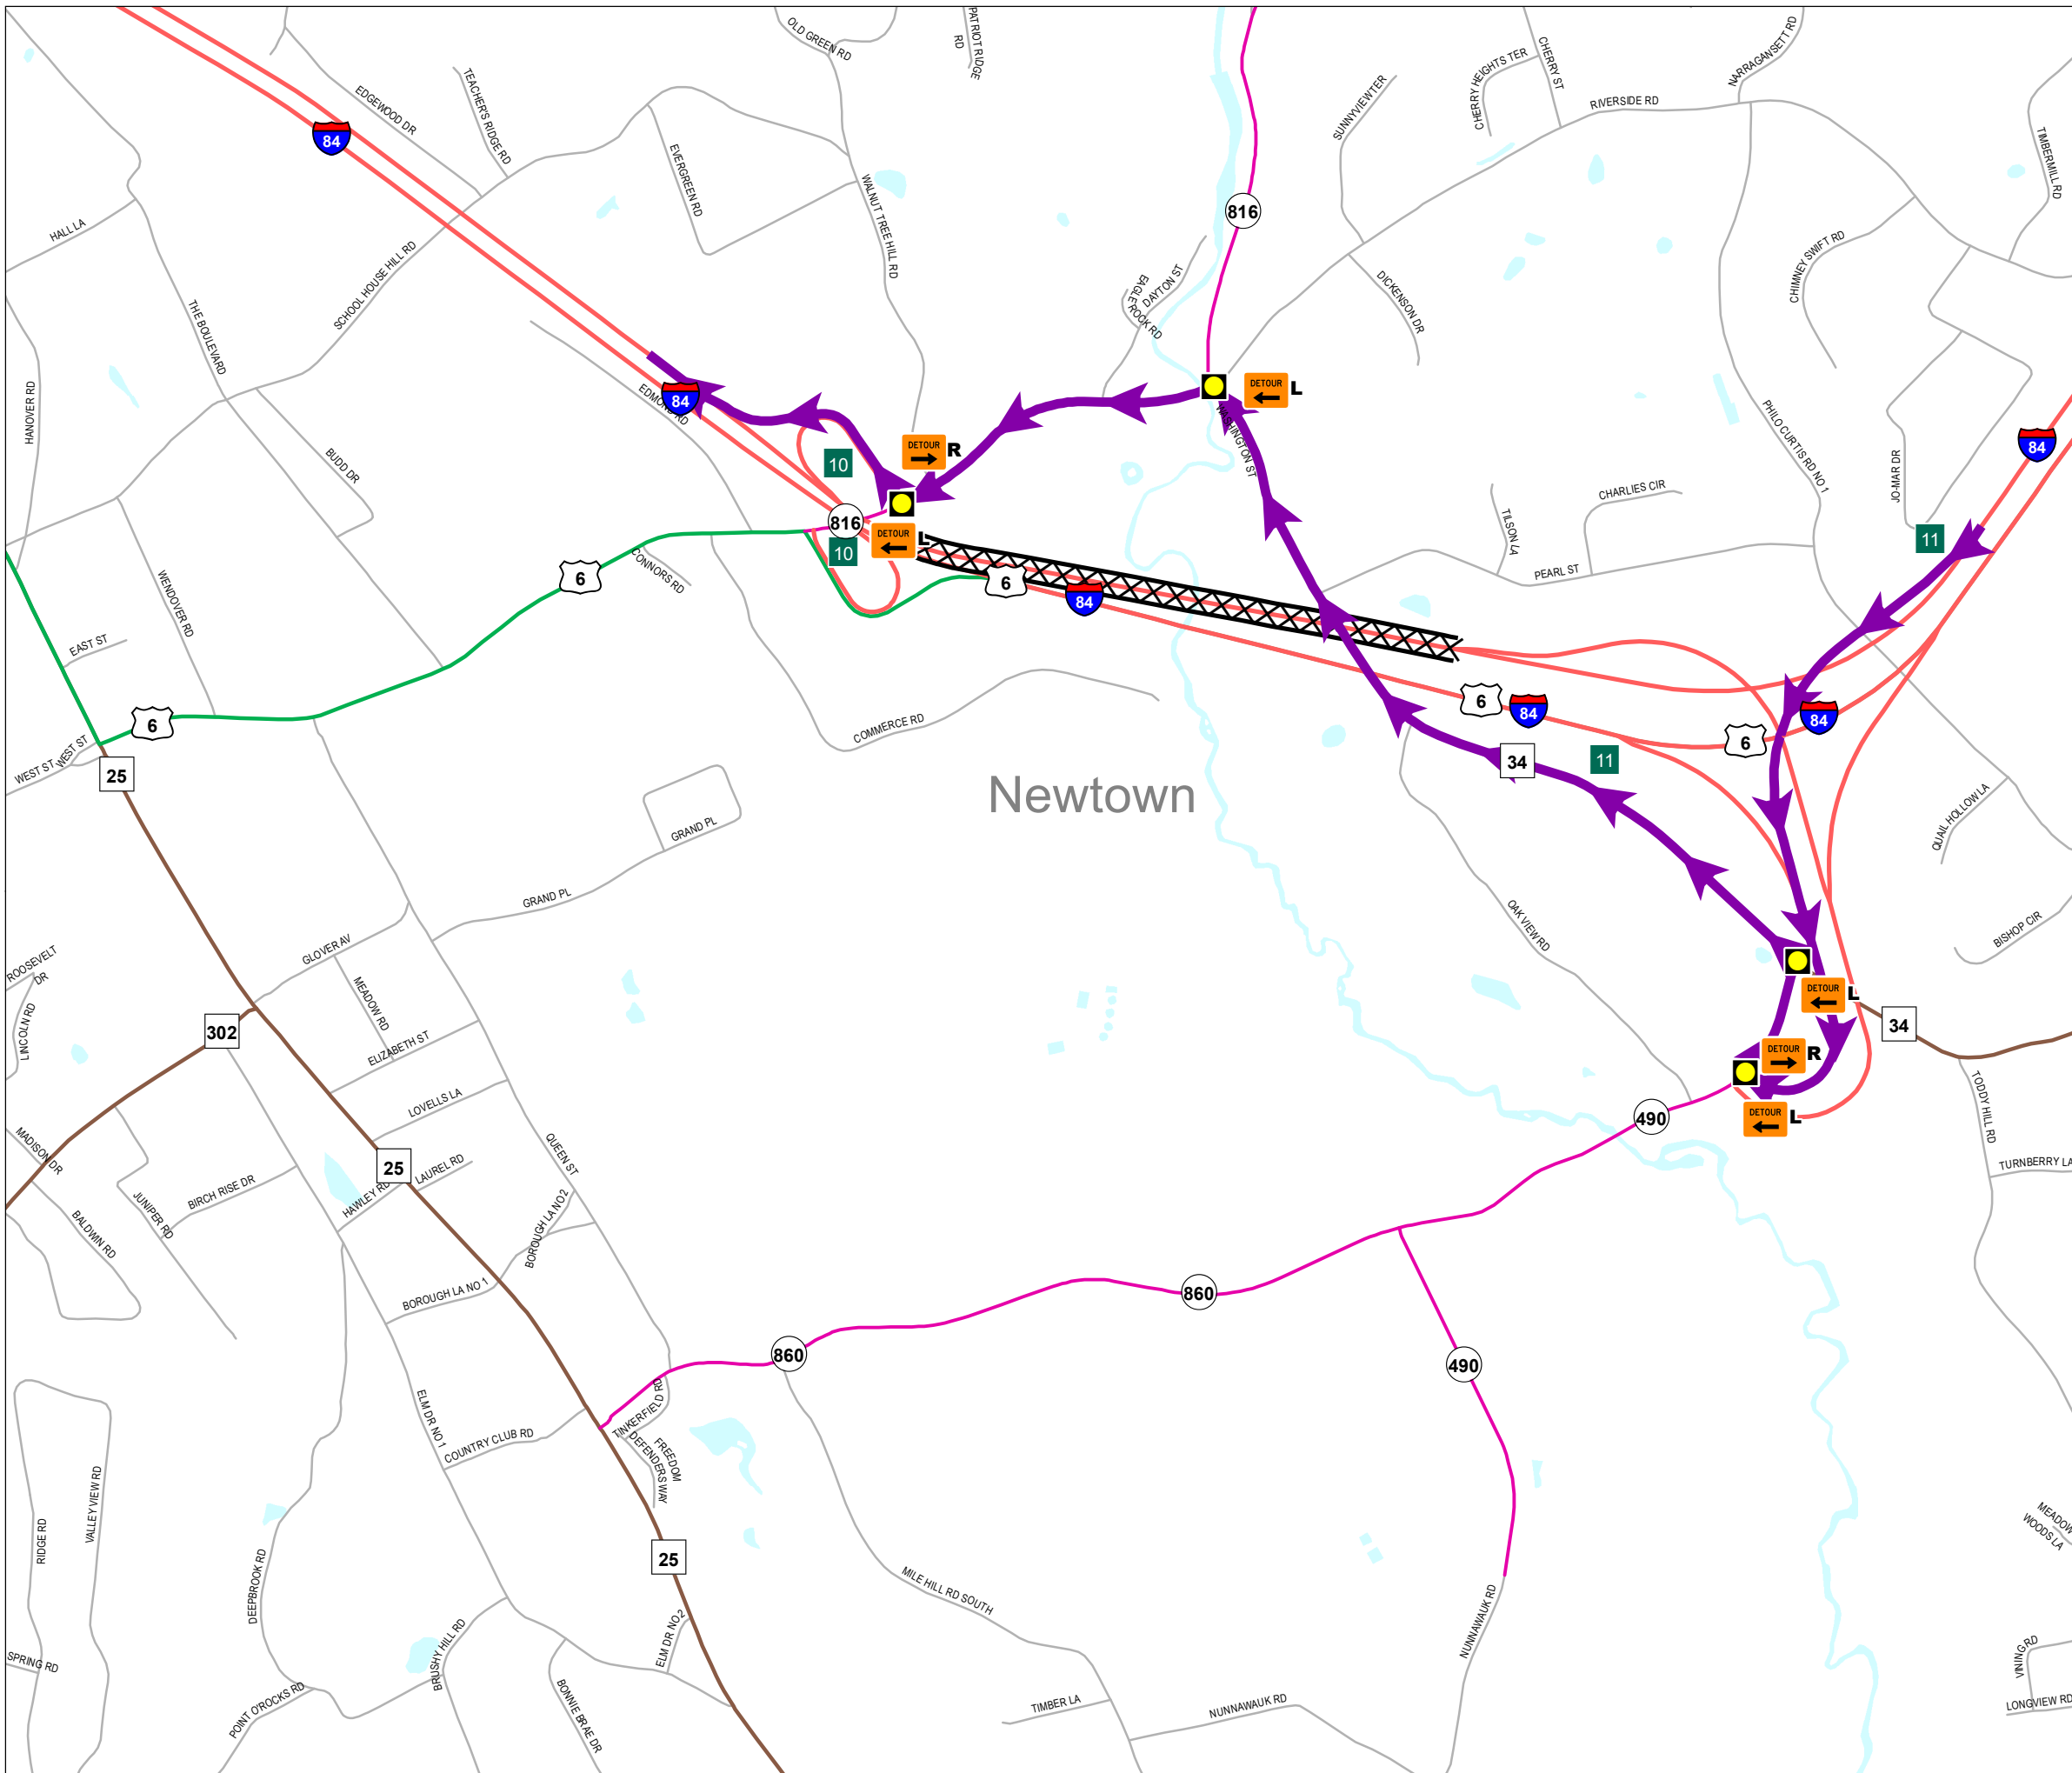 OLD GREEN RD
PATRIOT RIDGE
RD
CHERRY HEIGHTS TER
CHERRY ST
NARRAGANSETT RD
RIVERSIDE RD
TIMBERMILL RD
SUNNYVIEWTER
84
EDGEWOOD DR
TEACHER'S RIDGE RD
EVERGREEN RD
WALNUT TREE HILL RD
816
HALL LA
SCHOOL HOUSE HILL RD
THE BOULEVARD
HANOVER RD
EAGLE ROCK RD
DAYTON ST
DICKENSON DR
CHIMNEY SWIFT RD
84
EDMOND RD
DETOUR
L
WASHINGTON ST
DETOUR
R
10
BUDD DR
PHILO CURTIS RD NO 1
JO-MAR DR
84
CHARLIES CIR
TILSON LA
11
816
10
DETOUR
L
PEARL ST
6
CONNORS RD
6
84
WENDOVER RD
EAST ST
6
WEST ST
WEST ST
25
COMMERCE RD
6
84
6
84
34
11
Newtown
GRAND PL
GRAND PL
QUAIL HOLLOW LA
OAK VIEW RD
BISHOP CIR
GLOVER AV
ROOSEVELT
DR
LINCOLN RD
MEADOW RD
DETOUR
L
34
302
ELIZABETH ST
DETOUR
R
LOVELLS LA
490
DETOUR
L
TODDY HILL RD
TURNBERRY LA
MADISON DR
QUEEN ST
25
LAUREL RD
HAWLEY RD
BIRCH RISE DR
JUNIPER RD
BALDWIN RD
BOROUGH LA NO2
BOROUGH LA NO 1
860
860
490
ELM DR NO 1
TINKERFIELD RD
COUNTRY CLUB RD
FREEDOM
DEFENDERS WAY
VALLEY VIEW RD
RIDGE RD
25
DEEPBROOK RD
MILE HILL RD SOUTH
MEADOW
WOODS LA
NUNNAWAUK RD
SPRING RD
BRUSHY HILL RD
ELM DR NO2
POINT O'ROCKS RD
BONNIE BRAE DR
TIMBER LA
NUNNAWAUK RD
VINING RD
LONGVIEW RD